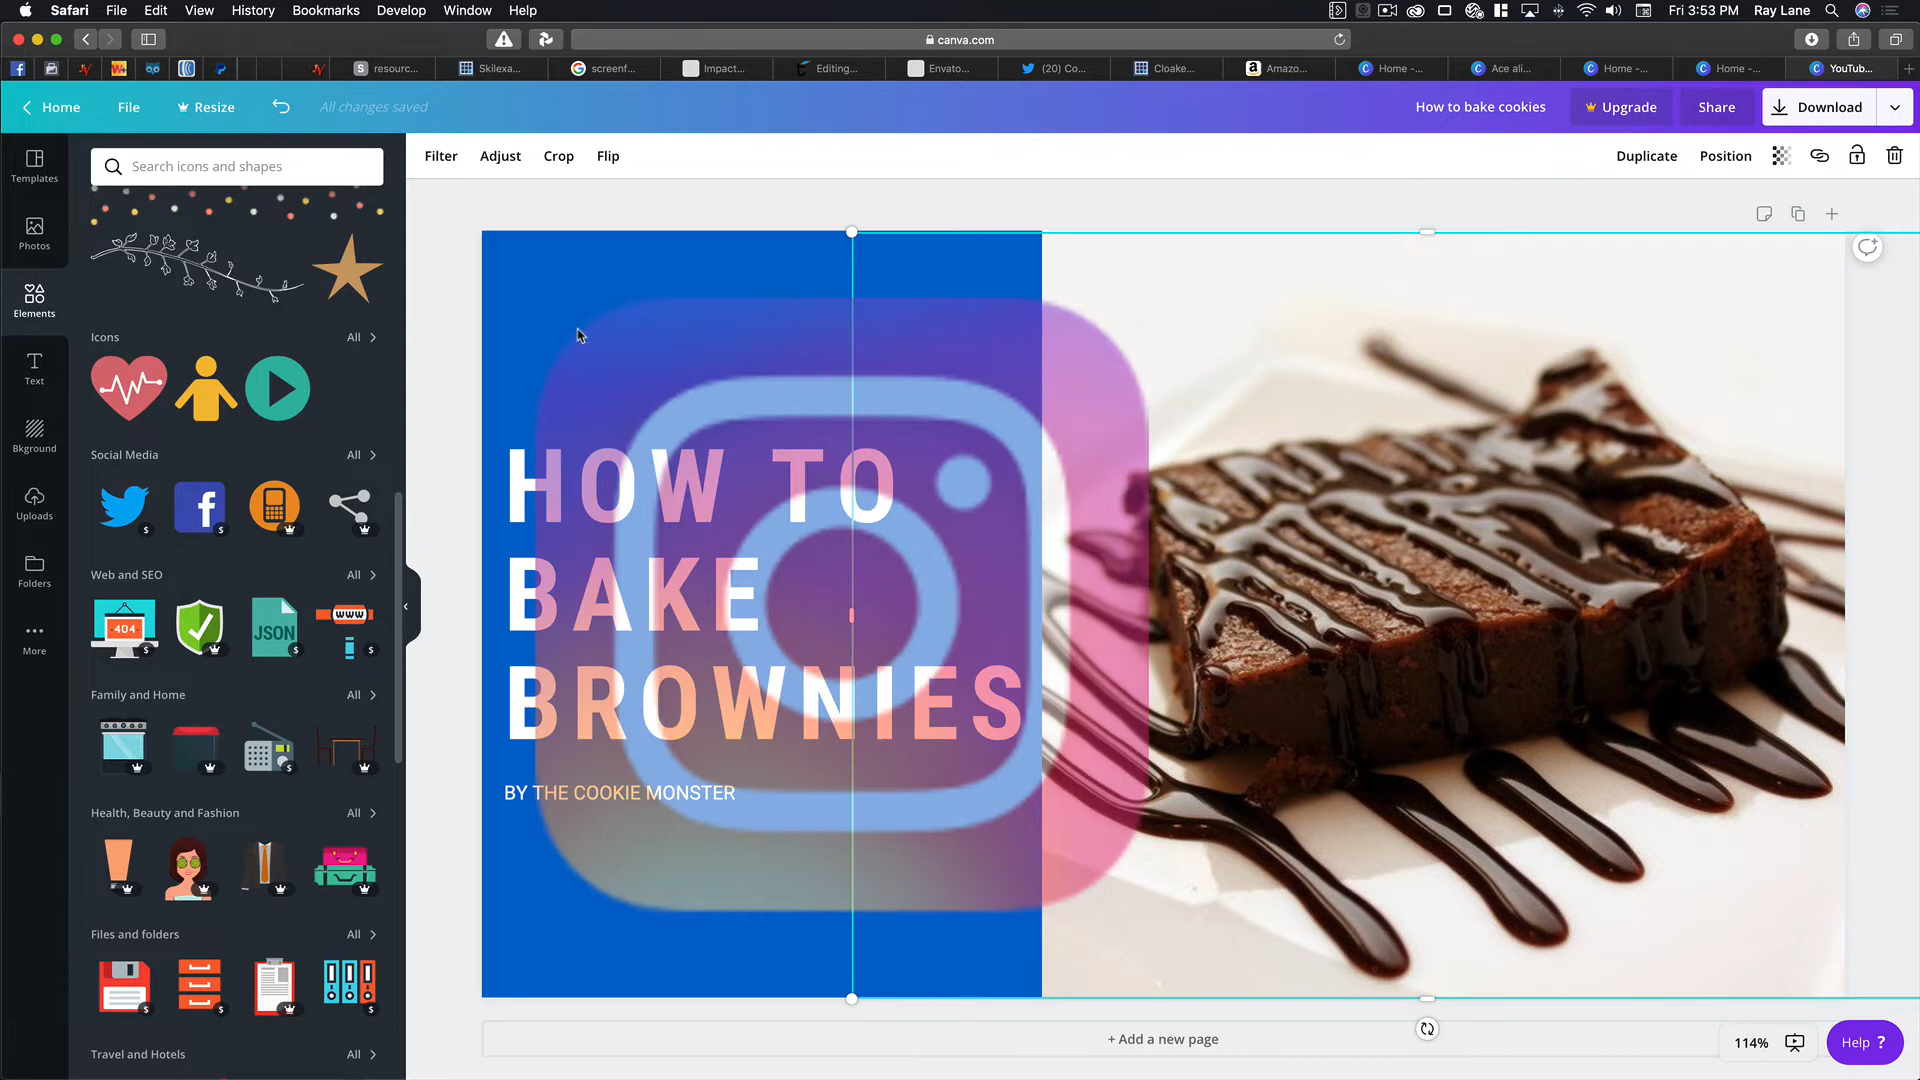 Safari File Edit View History Bookmarks Develop Window Help Fri 3:53 PM Ray Lane
canva.com
resourc... Skilexa... screenf... Impact... Editing... Envato... (20) Co... Cloake... Amazo... Home -... Ace ali... Home -... Home -... YouTub...
Home File Resize All changes saved How to bake cookies Upgrade Share Download
Templates
Photos
Elements
Text
Bkground
Uploads
Folders
More
Search icons and shapes
Icons All
Social Media All
Web and SEO All
404 JSON www
Family and Home All
Health, Beauty and Fashion All
Files and folders All
Travel and Hotels All
Filter Adjust Crop Flip Duplicate Position
HOW TO
BAKE
BROWNIES
BY THE COOKIE MONSTER
+ Add a new page
114% Help ?